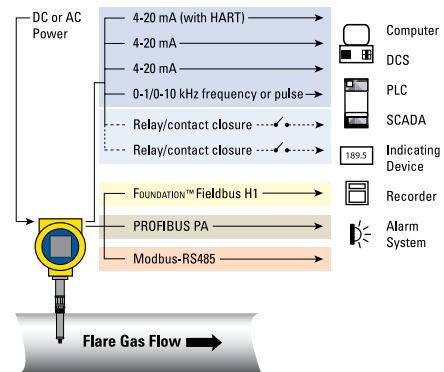 DC or AC
Power
4-20 mA (with HART)
4-20 mA
4-20 mA
0-1/0-10 kHz frequency or pulse
Relay/contact closure
Relay/contact closure
FOUNDATION™ Fieldbus H1
PROFIBUS PA
Modbus-RS485
Computer
DCS
PLC
SCADA
189.5
Indicating
Device
Recorder
Alarm
System
Flare Gas Flow